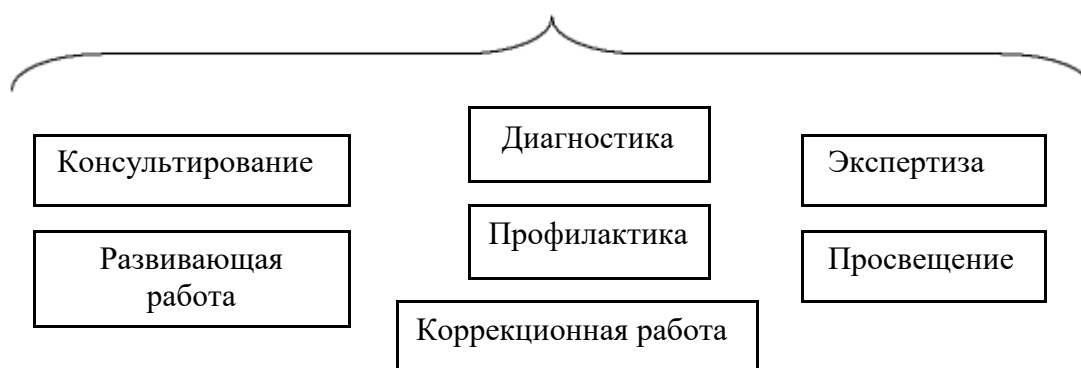 Консультирование
Развивающая
работа
Диагностика
Профилактика
Коррекционная работа
Экспертиза
Просвещение